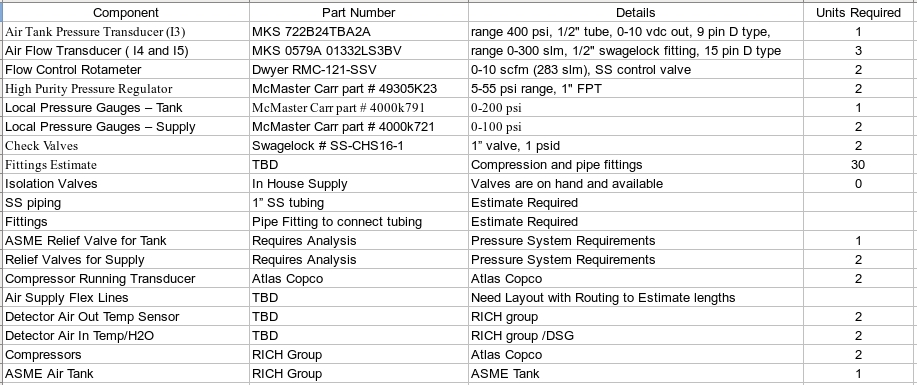 Component Part Number Details Units Required
Air Tank Pressure Transducer (I3) MKS 722B24TBA2A range 400 psi, 1/2" tube, 0-10 vdc out, 9 pin D type, 1
Air Flow Transducer ( I4 and I5) MKS 0579A 01332LS3BV range 0-300 slm, 1/2" swagelock fitting, 15 pin D type 3
Flow Control Rotameter Dwyer RMC-121-SSV 0-10 scfm (283 slm), SS control valve 2
High Purity Pressure Regulator McMaster Carr part # 49305K23 5-55 psi range, 1" FPT 2
Local Pressure Gauges – Tank McMaster Carr part # 4000k791 0-200 psi 1
Local Pressure Gauges – Supply McMaster Carr part # 4000k721 0-100 psi 2
Check Valves Swagelock # SS-CHS16-1 1” valve, 1 psid 2
Fittings Estimate TBD Compression and pipe fittings 30
Isolation Valves In House Supply Valves are on hand and available 0
SS piping 1” SS tubing Estimate Required
Fittings Pipe Fitting to connect tubing Estimate Required
ASME Relief Valve for Tank Requires Analysis Pressure System Requirements 1
Relief Valves for Supply Requires Analysis Pressure System Requirements 2
Compressor Running Transducer Atlas Copco Atlas Copco 2
Air Supply Flex Lines TBD Need Layout with Routing to Estimate lengths
Detector Air Out Temp Sensor TBD RICH group 2
Detector Air In Temp/H2O TBD RICH group /DSG 2
Compressors RICH Group Atlas Copco 2
ASME Air Tank RICH Group ASME Tank 1